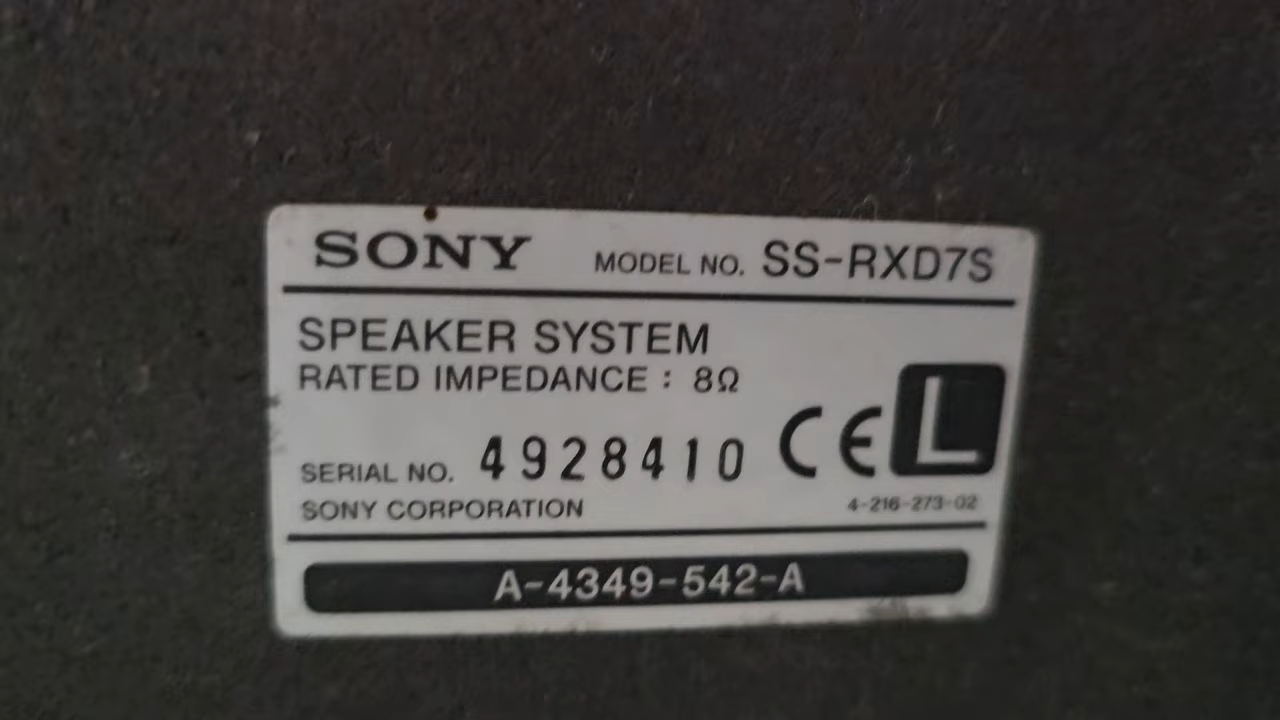 SONY MODEL NO. SS-RXD7S
SPEAKER SYSTEM
RATED IMPEDANCE : 8Ω
SERIAL NO. 4928410 CE L
SONY CORPORATION 4-216-273-02
A-4349-542-A